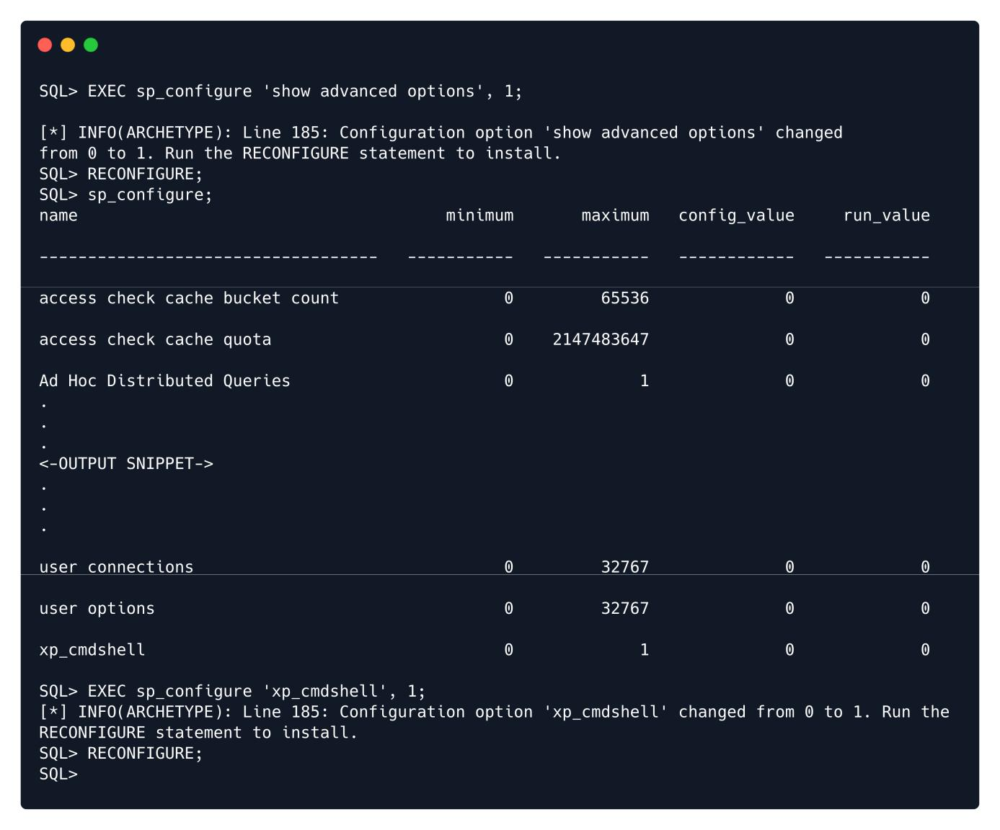 SQL> EXEC sp_configure 'show advanced options', 1;
[*] INFO(ARCHETYPE): Line 185: Configuration option 'show advanced options' changed
from 0 to 1. Run the RECONFIGURE statement to install.
SQL> RECONFIGURE;
SQL> sp_configure;
name                                      minimum       maximum   config_value     run_value
-----------------------------------   -----------   -----------   ------------   -----------
access check cache bucket count                 0         65536              0             0
access check cache quota                        0    2147483647              0             0
Ad Hoc Distributed Queries                      0             1              0             0
.
.
.
<-OUTPUT SNIPPET->
.
.
.
user connections                                0         32767              0             0
user options                                    0         32767              0             0
xp_cmdshell                                     0             1              0             0
SQL> EXEC sp_configure 'xp_cmdshell', 1;
[*] INFO(ARCHETYPE): Line 185: Configuration option 'xp_cmdshell' changed from 0 to 1. Run the
RECONFIGURE statement to install.
SQL> RECONFIGURE;
SQL>